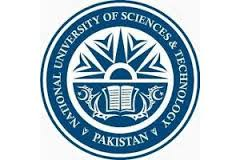 NATIONAL UNIVERSITY OF SCIENCES & TECHNOLOGY
PAKISTAN